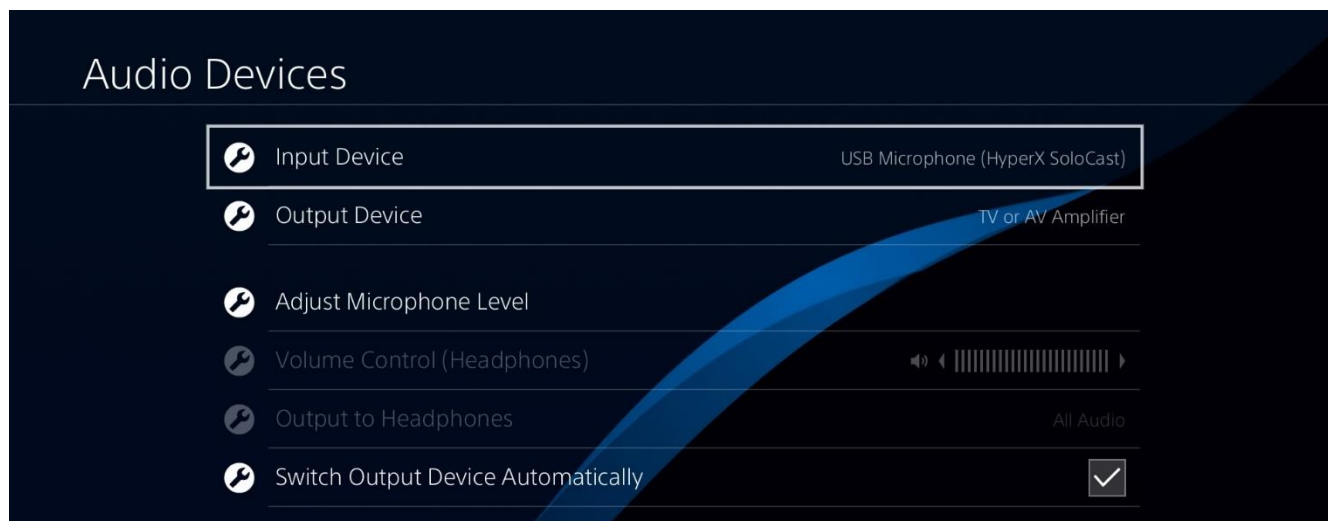 Audio Devices
Input Device USB Microphone (HyperX SoloCast)
Output Device TV or AV Amplifier
Adjust Microphone Level
Volume Control (Headphones)
Output to Headphones All Audio
Switch Output Device Automatically